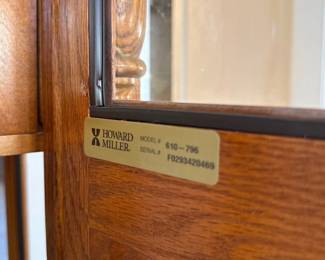 HOWARD
MILLER.
MODEL # 610-796
SERIAL # F0293420469